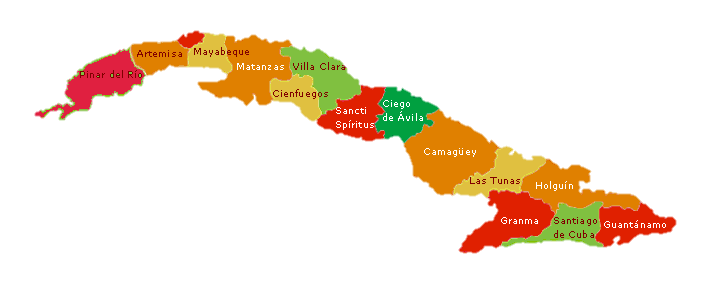 Pinar del Río
Artemisa
Mayabeque
Matanzas
Villa Clara
Cienfuegos
Sancti
Spíritus
Ciego
de Ávila
Camagüey
Las Tunas
Holguín
Granma
Santiago
de Cuba
Guantánamo